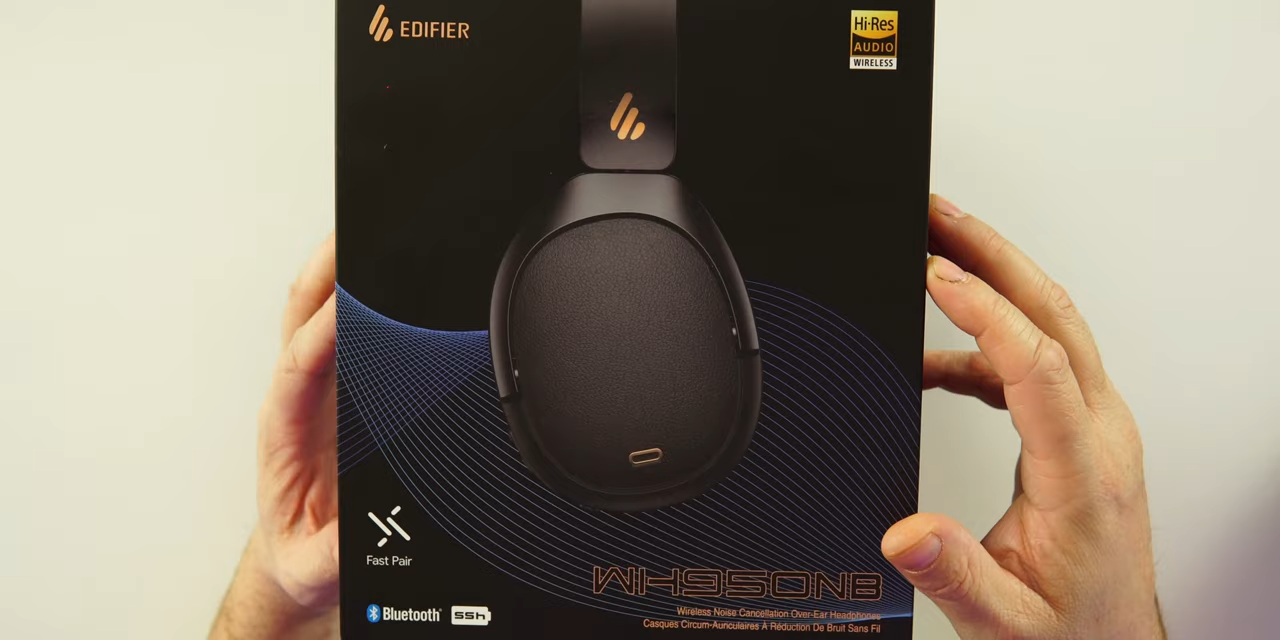 EDIFIER
Hi-Res
AUDIO
WIRELESS
Fast Pair
WH950NB
Bluetooth®
55h
Wireless Noise Cancellation Over-Ear Headphones
Casques Circum-Auriculaires À Réduction De Bruit Sans Fil